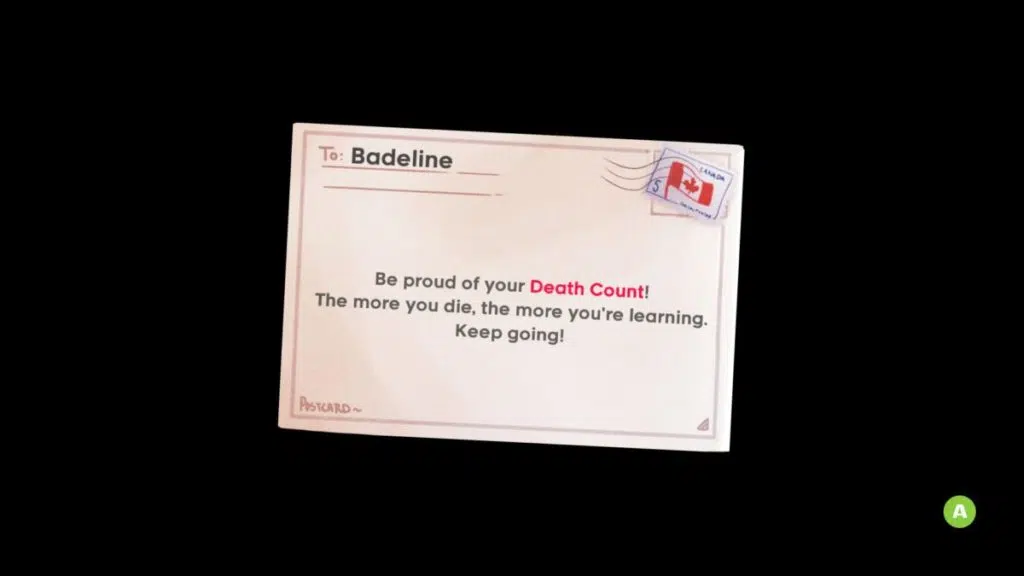 To: Badeline
CANADA
5
Be proud of your Death Count!
The more you die, the more you're learning.
Keep going!
POSTCARD~
A